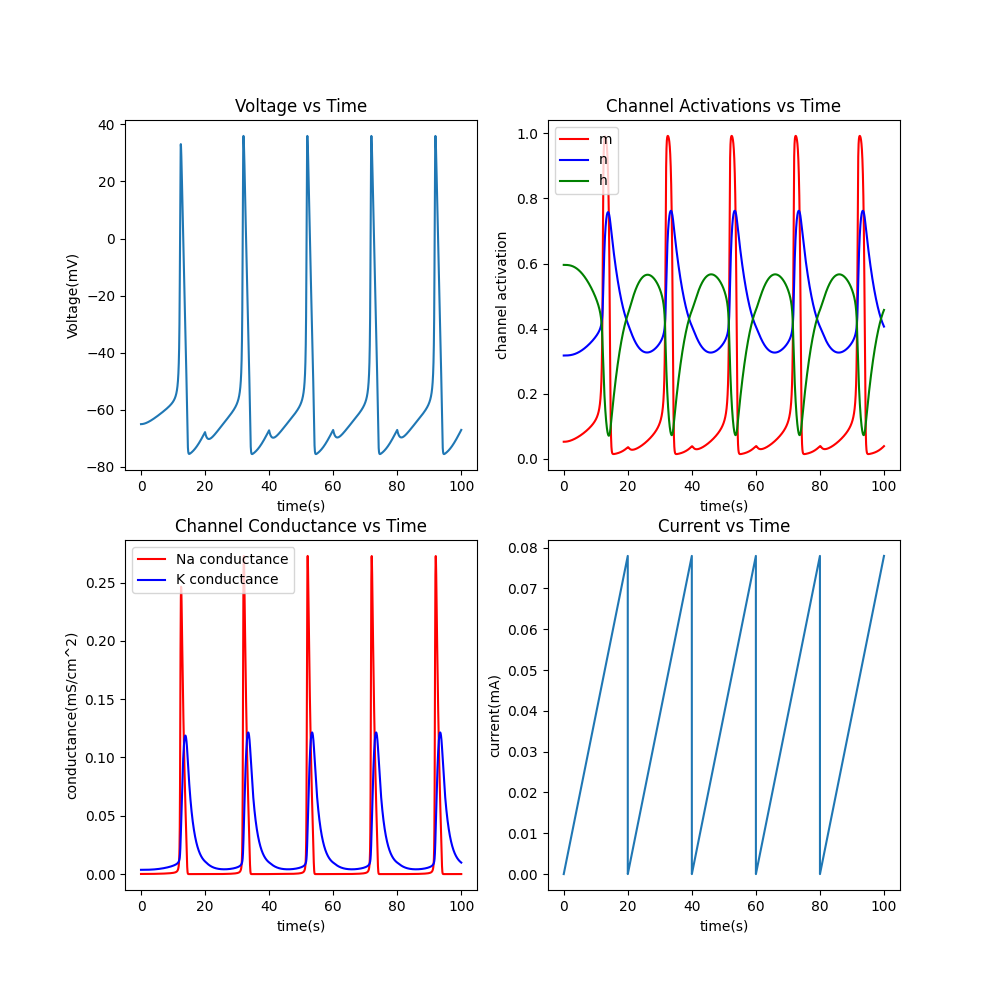 Voltage vs Time
Channel Activations vs Time
40
20
0
−20
−40
−60
−80
Voltage(mV)
0 20 40 60 80 100
time(s)
1.0
0.8
0.6
0.4
0.2
0.0
channel activation
m
n
h
0 20 40 60 80 100
time(s)
Channel Conductance vs Time
Current vs Time
0.25
0.20
0.15
0.10
0.05
0.00
conductance(mS/cm^2)
Na conductance
K conductance
0 20 40 60 80 100
time(s)
0.08
0.07
0.06
0.05
0.04
0.03
0.02
0.01
0.00
current(mA)
0 20 40 60 80 100
time(s)